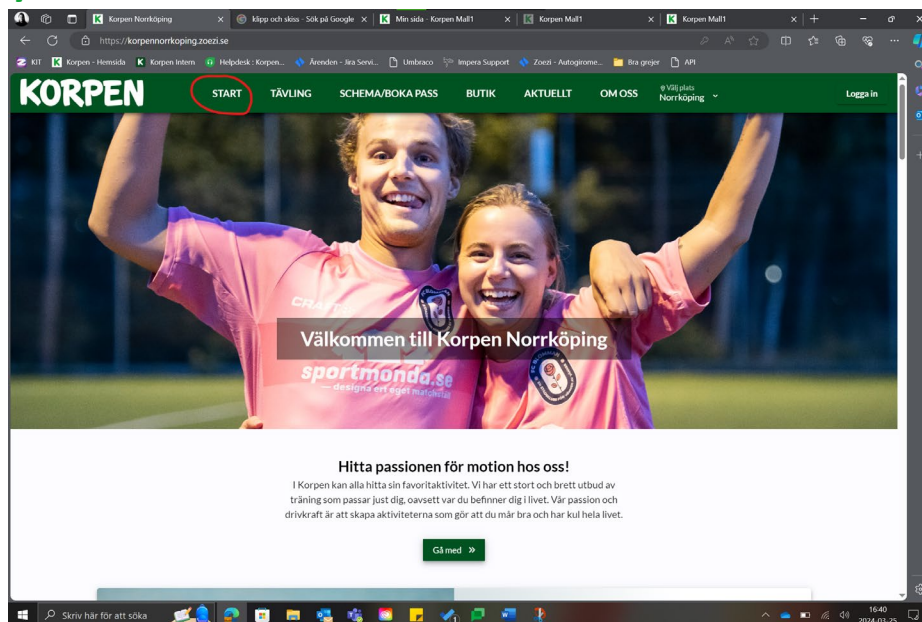 Korpen Norrköping
klipp och skiss - Sök på Google
Min sida - Korpen Mall1
Korpen Mall1
Korpen Mall1
https://korpennorrkoping.zoezi.se
KIT
Korpen - Hemsida
Korpen Intern
Helpdesk : Korpen...
Ärenden - Jira Servi...
Umbraco
Impera Support
Zoezi - Autogirome...
Bra grejer
API
KORPEN
START
TÄVLING
SCHEMA/BOKA PASS
BUTIK
AKTUELLT
OM OSS
Välj plats
Norrköping
Logga in
CRAFT
Välkommen till Korpen Norrköping
sportmonda.se
— designa ert eget matchställ
Hitta passionen för motion hos oss!
I Korpen kan alla hitta sin favoritaktivitet. Vi har ett stort och brett utbud av
träning som passar just dig, oavsett var du befinner dig i livet. Vår passion och
drivkraft är att skapa aktiviteterna som gör att du mår bra och har kul hela livet.
Gå med
Skriv här för att söka
16:40
2024-03-25